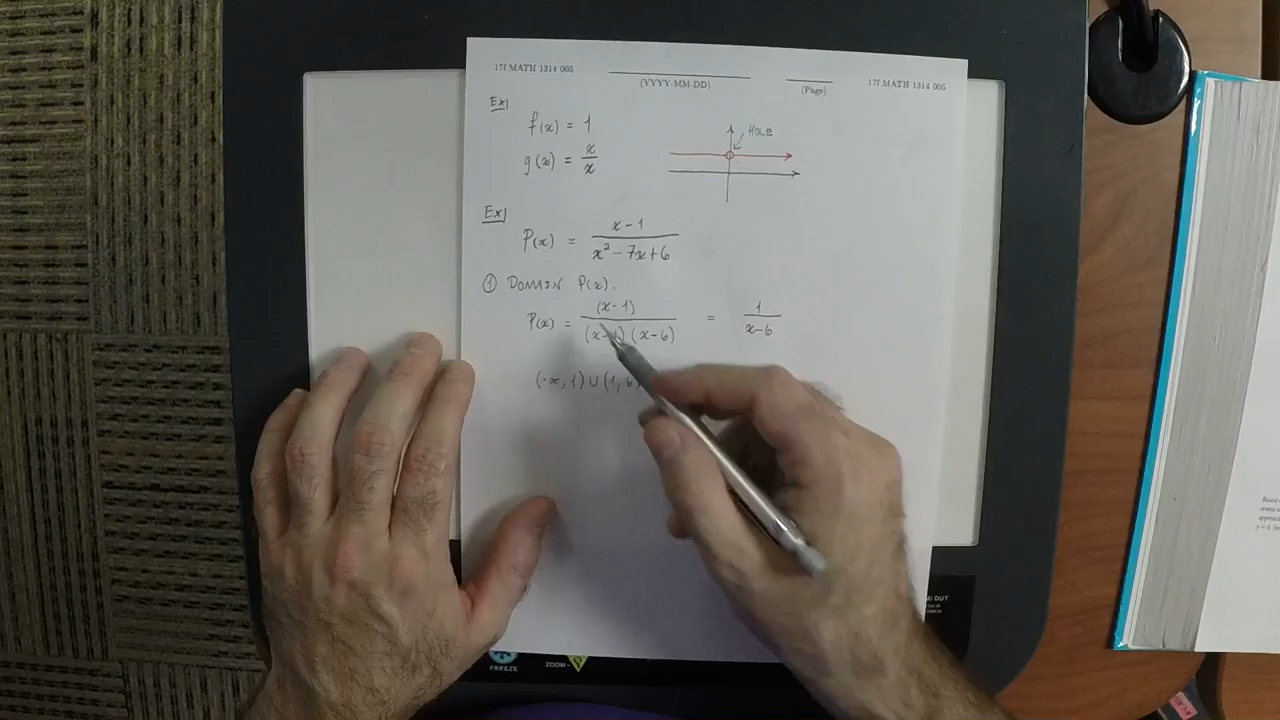 17f MATH 1314 005
(YYYY-MM-DD)
(Page)
17f MATH 1314 005
Ex|
f(x) = 1
g(x) = x/x
HOLE
Ex|
P(x) = (x-1)/(x² - 7x + 6)
① DOMAIN P(x).
P(x) = (x-1)/((x-1)(x-6)) = 1/(x-6)
(-∞, 1) ∪ (1, 6
FREEZE
ZOOM
OUT